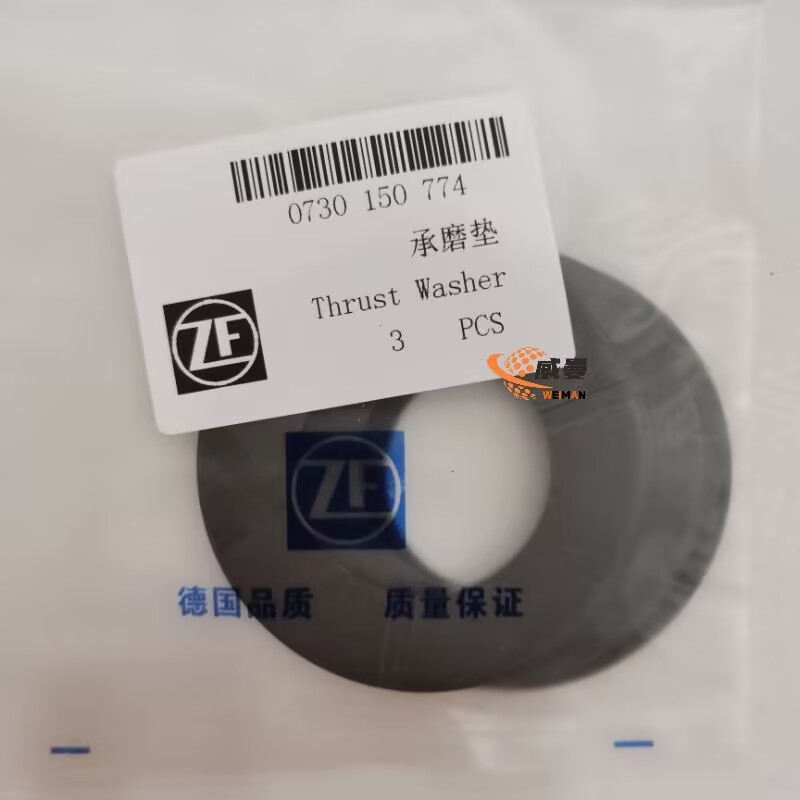 0730 150 774
承磨垫
Thrust Washer
3 PCS
ZF
威曼
WEMAN
ZF
德国品质 质量保证